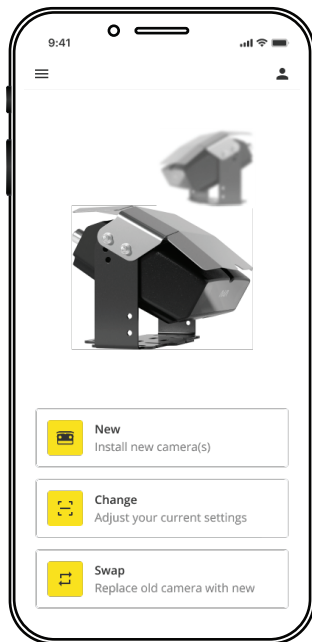 9:41
New
Install new camera(s)
Change
Adjust your current settings
Swap
Replace old camera with new